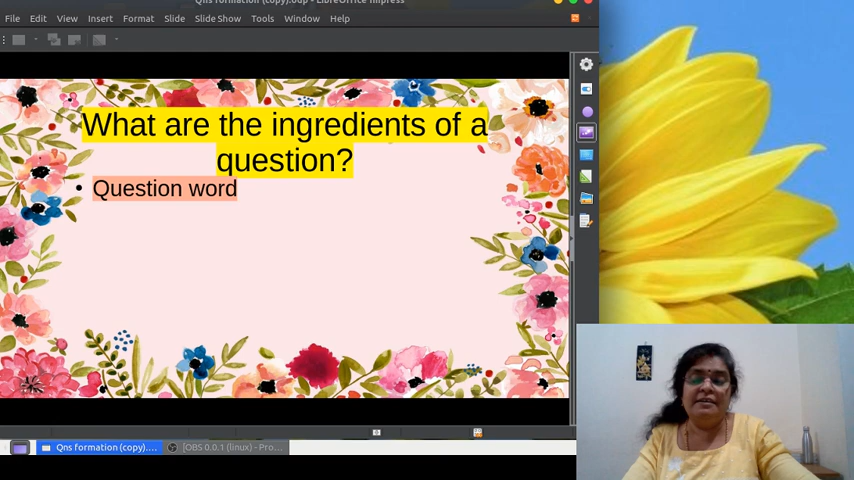 Qns formation (copy).odp - LibreOffice Impress
File Edit View Insert Format Slide Slide Show Tools Window Help
What are the ingredients of a
question?
• Question word
Qns formation (copy)....
[OBS 0.0.1 (linux) - Pro...